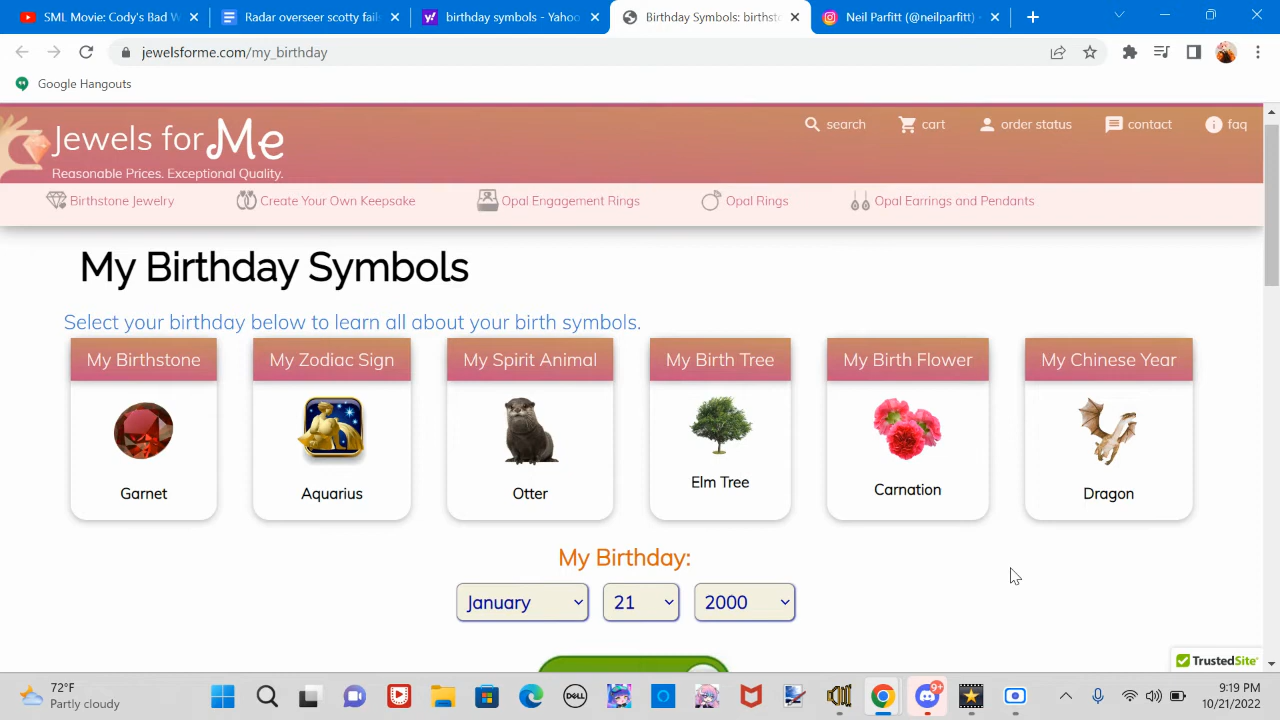 SML Movie: Cody's Bad W
Radar overseer scotty fails
birthday symbols - Yahoo
Birthday Symbols: birthst
Neil Parfitt (@neilparfitt)
jewelsforme.com/my_birthday
Google Hangouts
Jewels for Me
Reasonable Prices. Exceptional Quality.
search cart order status contact faq
Birthstone Jewelry Create Your Own Keepsake Opal Engagement Rings Opal Rings Opal Earrings and Pendants
My Birthday Symbols
Select your birthday below to learn all about your birth symbols.
My Birthstone My Zodiac Sign My Spirit Animal My Birth Tree My Birth Flower My Chinese Year
Garnet Aquarius Otter Elm Tree Carnation Dragon
My Birthday:
January 21 2000
TrustedSite
72°F
Partly cloudy
DELL
9+
9:19 PM
10/21/2022